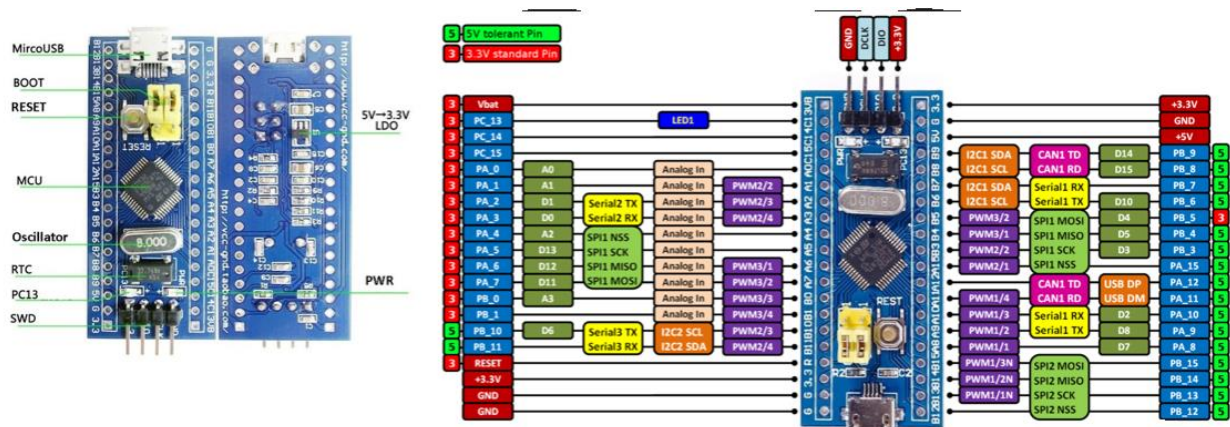 MircoUSB
BOOT
RESET
MCU
Oscillator
RTC
PC13
SWD
RESET
8.000
http://www.vcc-gnd.com/
5V→3.3V
LDO
PWR
5 5V tolerant Pin
3 3.3V standard Pin
GND
DCLK
DIO
+3.3V
3 Vbat
3 PC_13 LED1
3 PC_14
3 PC_15
3 PA_0 A0 Analog In
3 PA_1 A1 Analog In PWM2/2
3 PA_2 D1 Serial2 TX Analog In PWM2/3
3 PA_3 D0 Serial2 RX Analog In PWM2/4
3 PA_4 A2 SPI1 NSS Analog In
3 PA_5 D13 SPI1 SCK Analog In
3 PA_6 D12 SPI1 MISO Analog In PWM3/1
3 PA_7 D11 SPI1 MOSI Analog In PWM3/2
3 PB_0 A3 Analog In PWM3/3
3 PB_1 Analog In PWM3/4
5 PB_10 D6 Serial3 TX I2C2 SCL PWM2/3
5 PB_11 Serial3 RX I2C2 SDA PWM2/4
3 RESET
+3.3V
GND
GND
REST
R2
C2
+3.3V
GND
+5V
I2C1 SDA CAN1 TD D14 PB_9 5
I2C1 SCL CAN1 RD D15 PB_8 5
I2C1 SDA Serial1 RX PB_7 5
I2C1 SCL Serial1 TX D10 PB_6 5
PWM3/2 SPI1 MOSI D4 PB_5 3
PWM3/1 SPI1 MISO D5 PB_4 5
PWM2/2 SPI1 SCK D3 PB_3 5
PWM2/1 SPI1 NSS PA_15 5
CAN1 TD USB DP PA_12 5
PWM1/4 CAN1 RD USB DM PA_11 5
PWM1/3 Serial1 RX D2 PA_10 5
PWM1/2 Serial1 TX D8 PA_9 5
PWM1/1 D7 PA_8 5
PWM1/3N SPI2 MOSI PB_15 5
PWM1/2N SPI2 MISO PB_14 5
PWM1/1N SPI2 SCK PB_13 5
SPI2 NSS PB_12 5